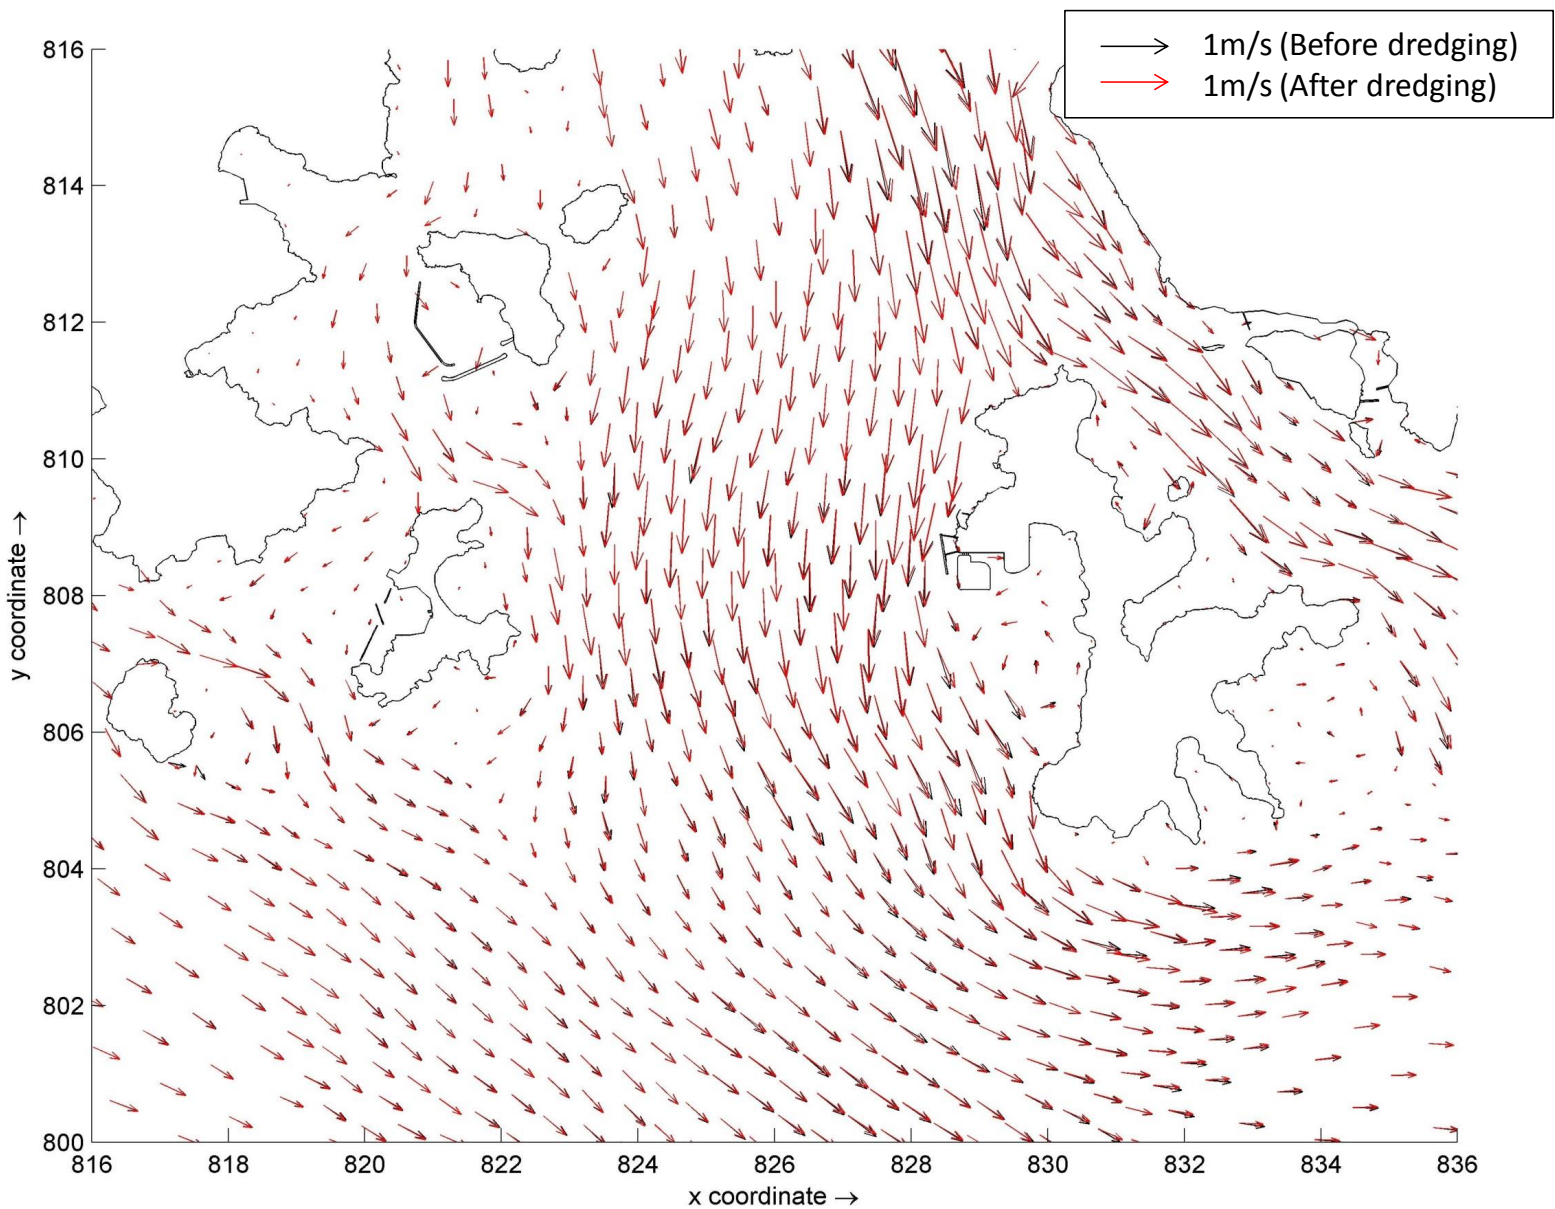 1m/s (Before dredging)
1m/s (After dredging)
816
814
812
810
808
806
804
802
800
y coordinate →
816 818 820 822 824 826 828 830 832 834 836
x coordinate →